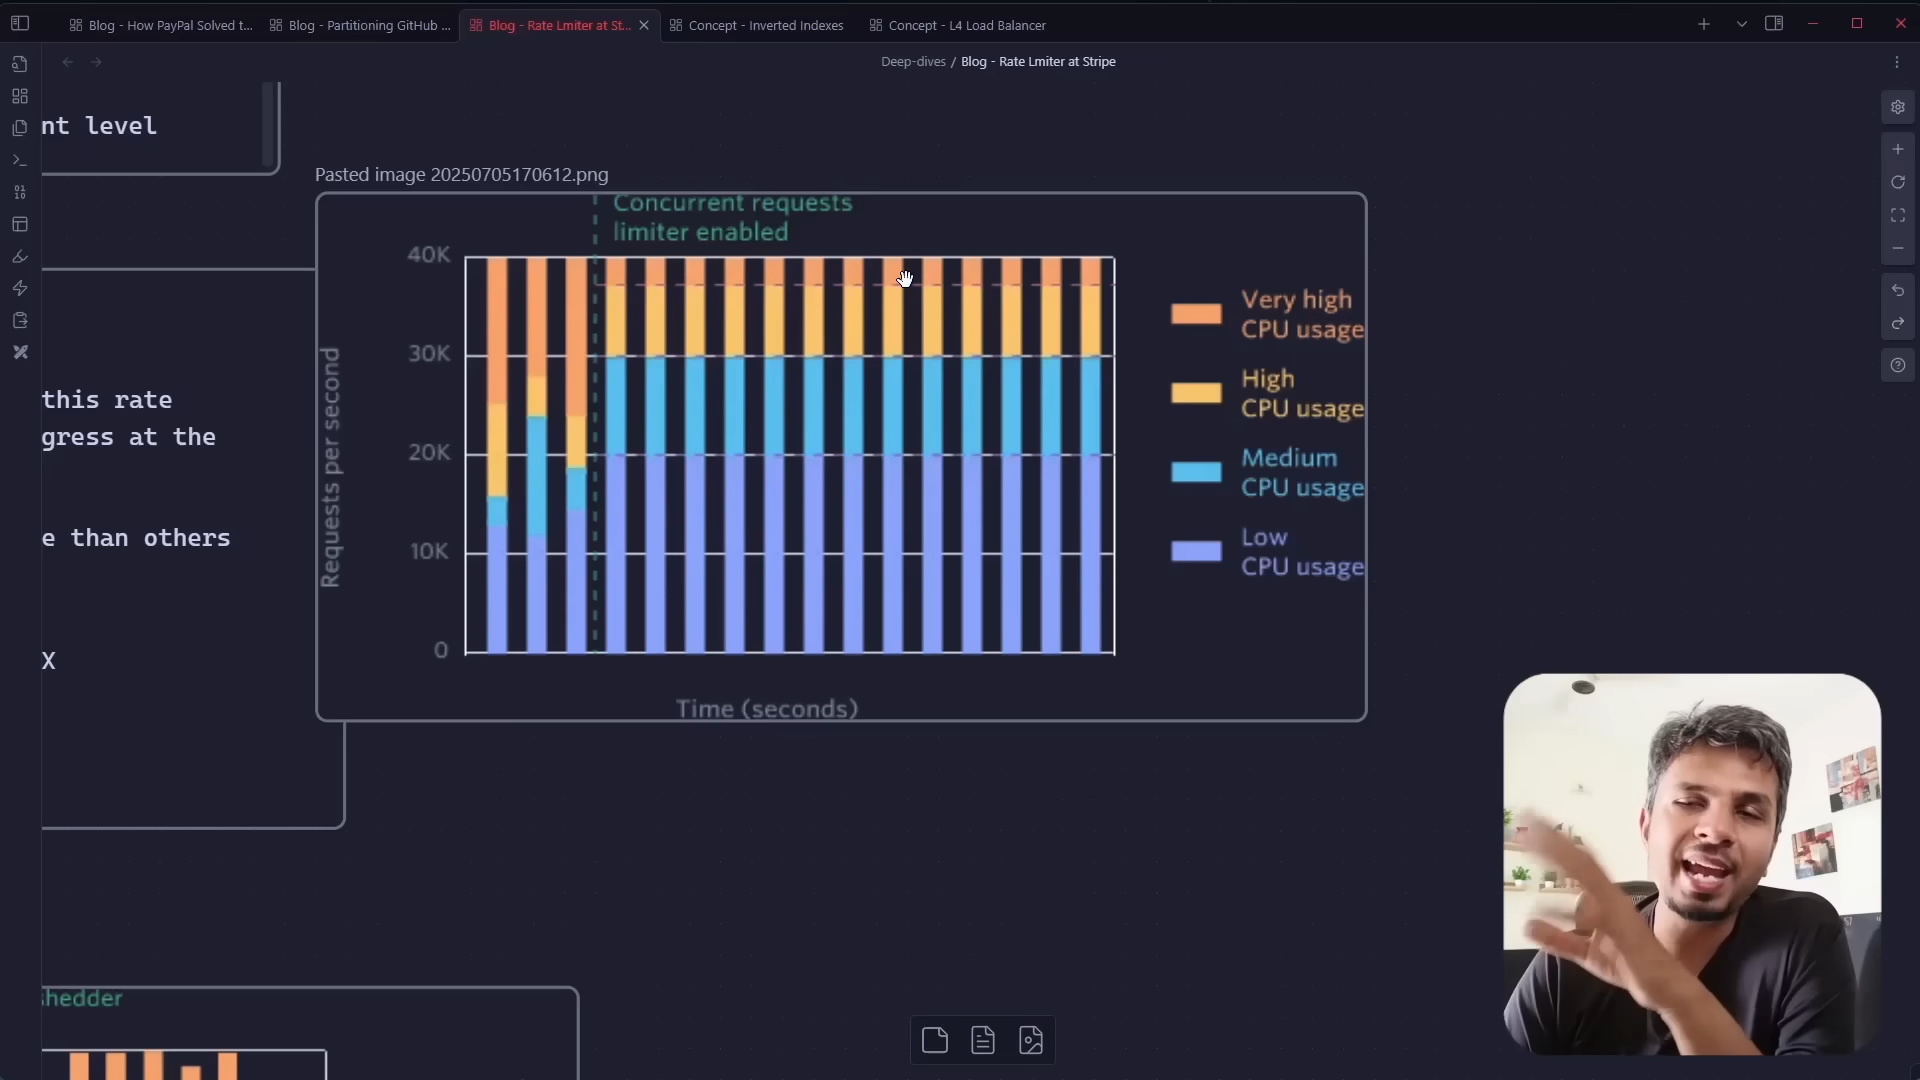 Blog - How PayPal Solved t...
Blog - Partitioning GitHub ...
Blog - Rate Lmiter at St...
Concept - Inverted Indexes
Concept - L4 Load Balancer
Deep-dives / Blog - Rate Lmiter at Stripe
nt level
Pasted image 20250705170612.png
Concurrent requests
limiter enabled
40K
30K
20K
10K
0
Requests per second
Time (seconds)
Very high
CPU usage
High
CPU usage
Medium
CPU usage
Low
CPU usage
this rate
gress at the
e than others
X
hedder